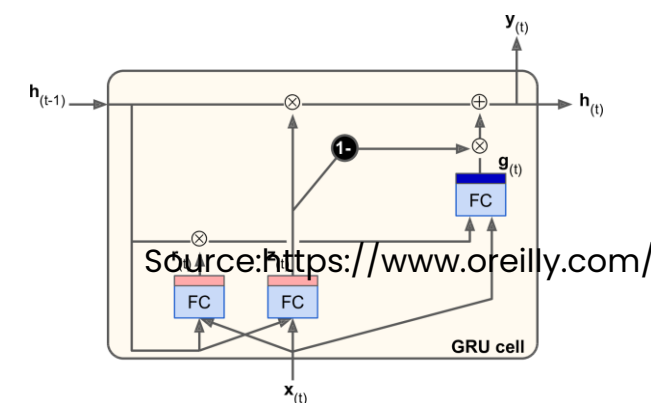 y(t)
h(t-1)
h(t)
1-
g(t)
FC
Source:https://www.oreilly.com/
FC FC
GRU cell
x(t)